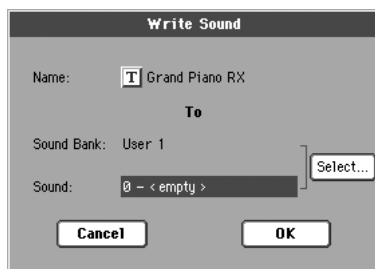 Write Sound
Name: T Grand Piano RX
To
Sound Bank: User 1
Select...
Sound: 0 - < empty >
Cancel OK